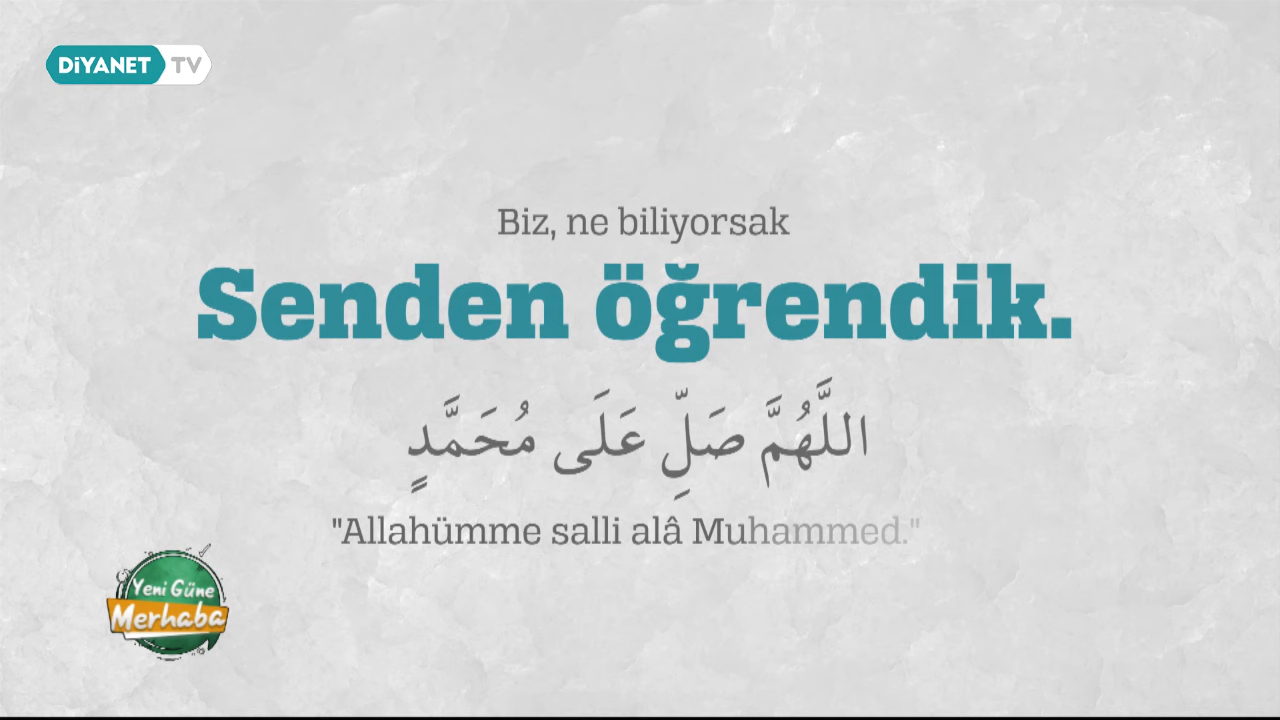 DİYANET TV
Biz, ne biliyorsak
Senden öğrendik.
اللَّهُمَّ صَلِّ عَلَى مُحَمَّدٍ
"Allahümme salli alâ Muhammed."
Yeni Güne
Merhaba